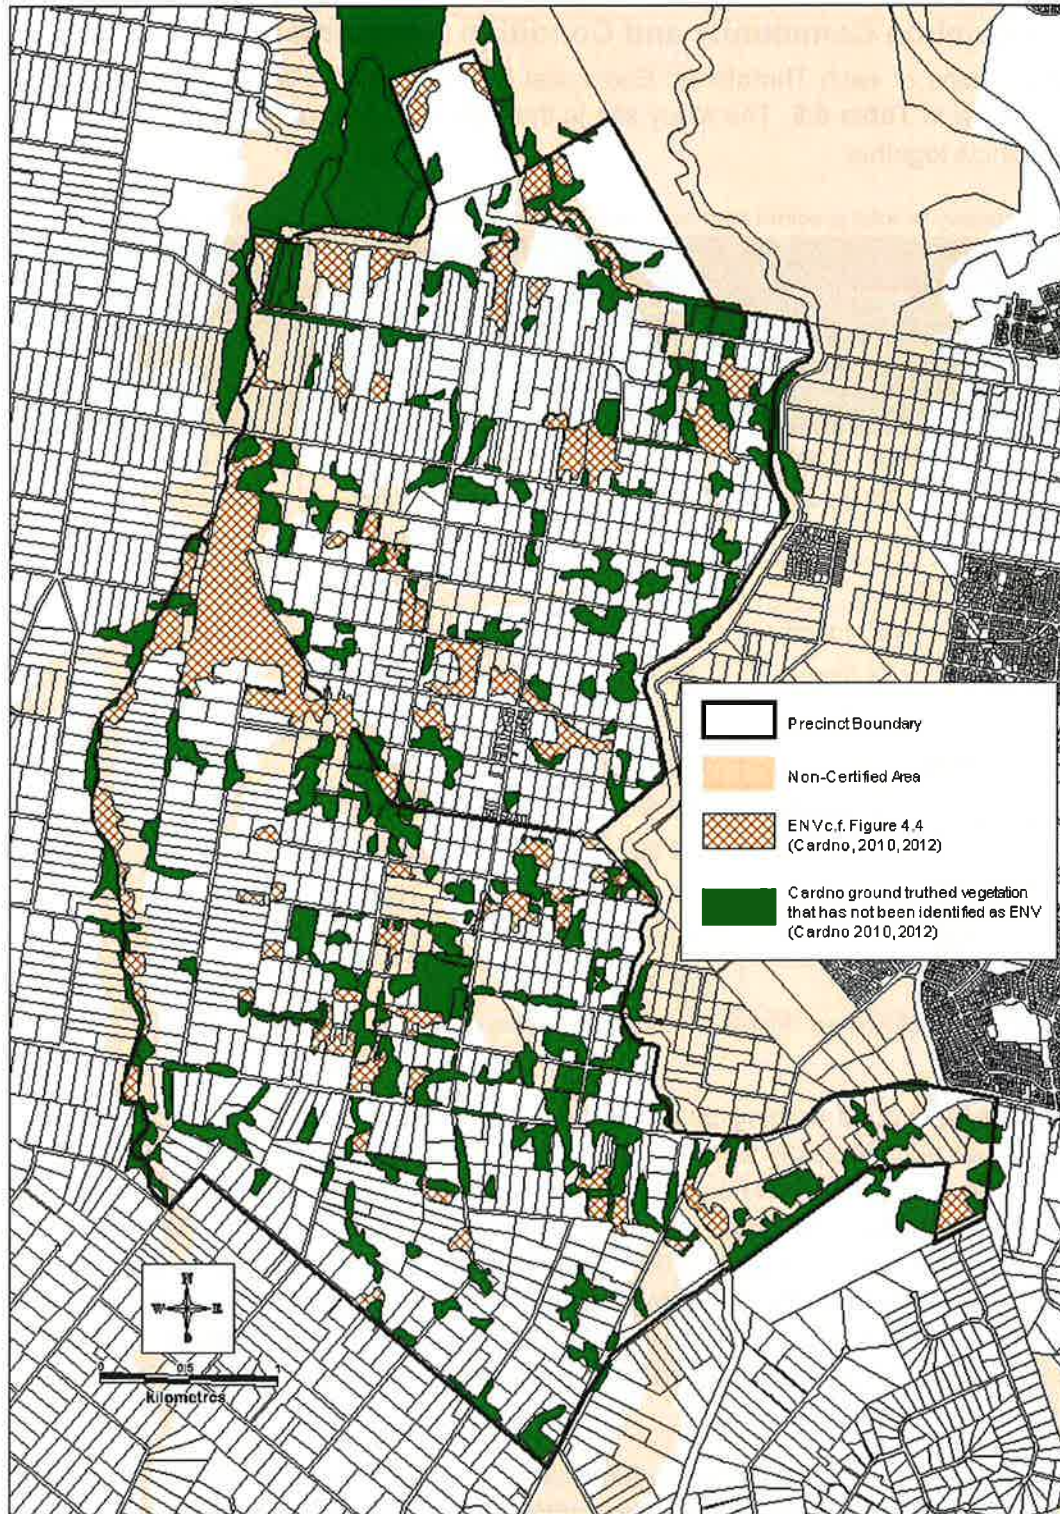 Precinct Boundary
Non-Certified Area
ENV c.f. Figure 4.4
(Cardno, 2010, 2012)
Cardno ground truthed vegetation
that has not been identified as ENV
(Cardno 2010, 2012)
N
W E
0 0.5 1
kilometres